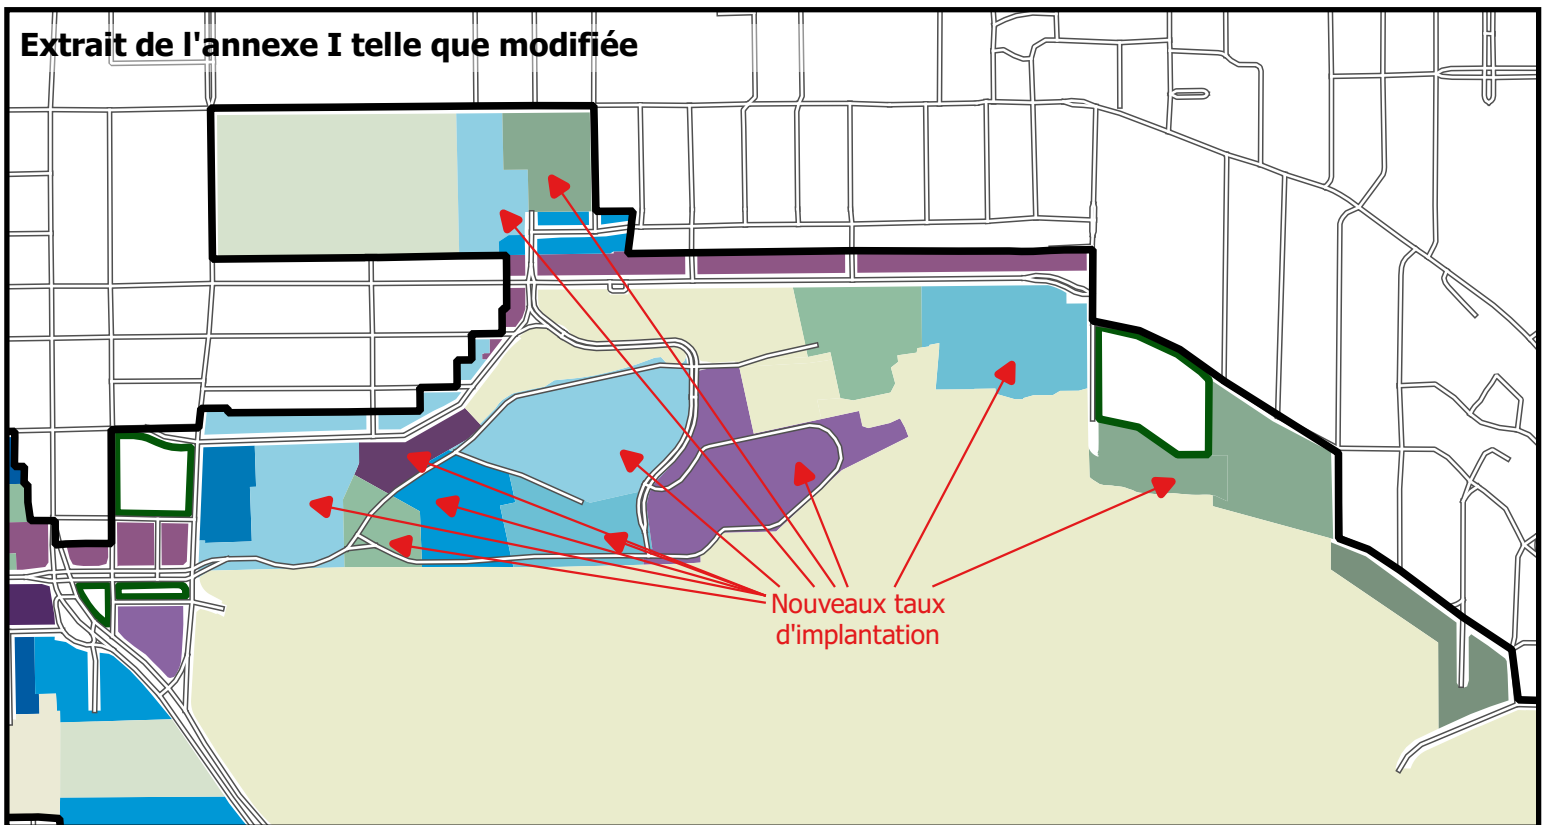 Extrait de l'annexe I telle que modifiée
Nouveaux taux
d'implantation